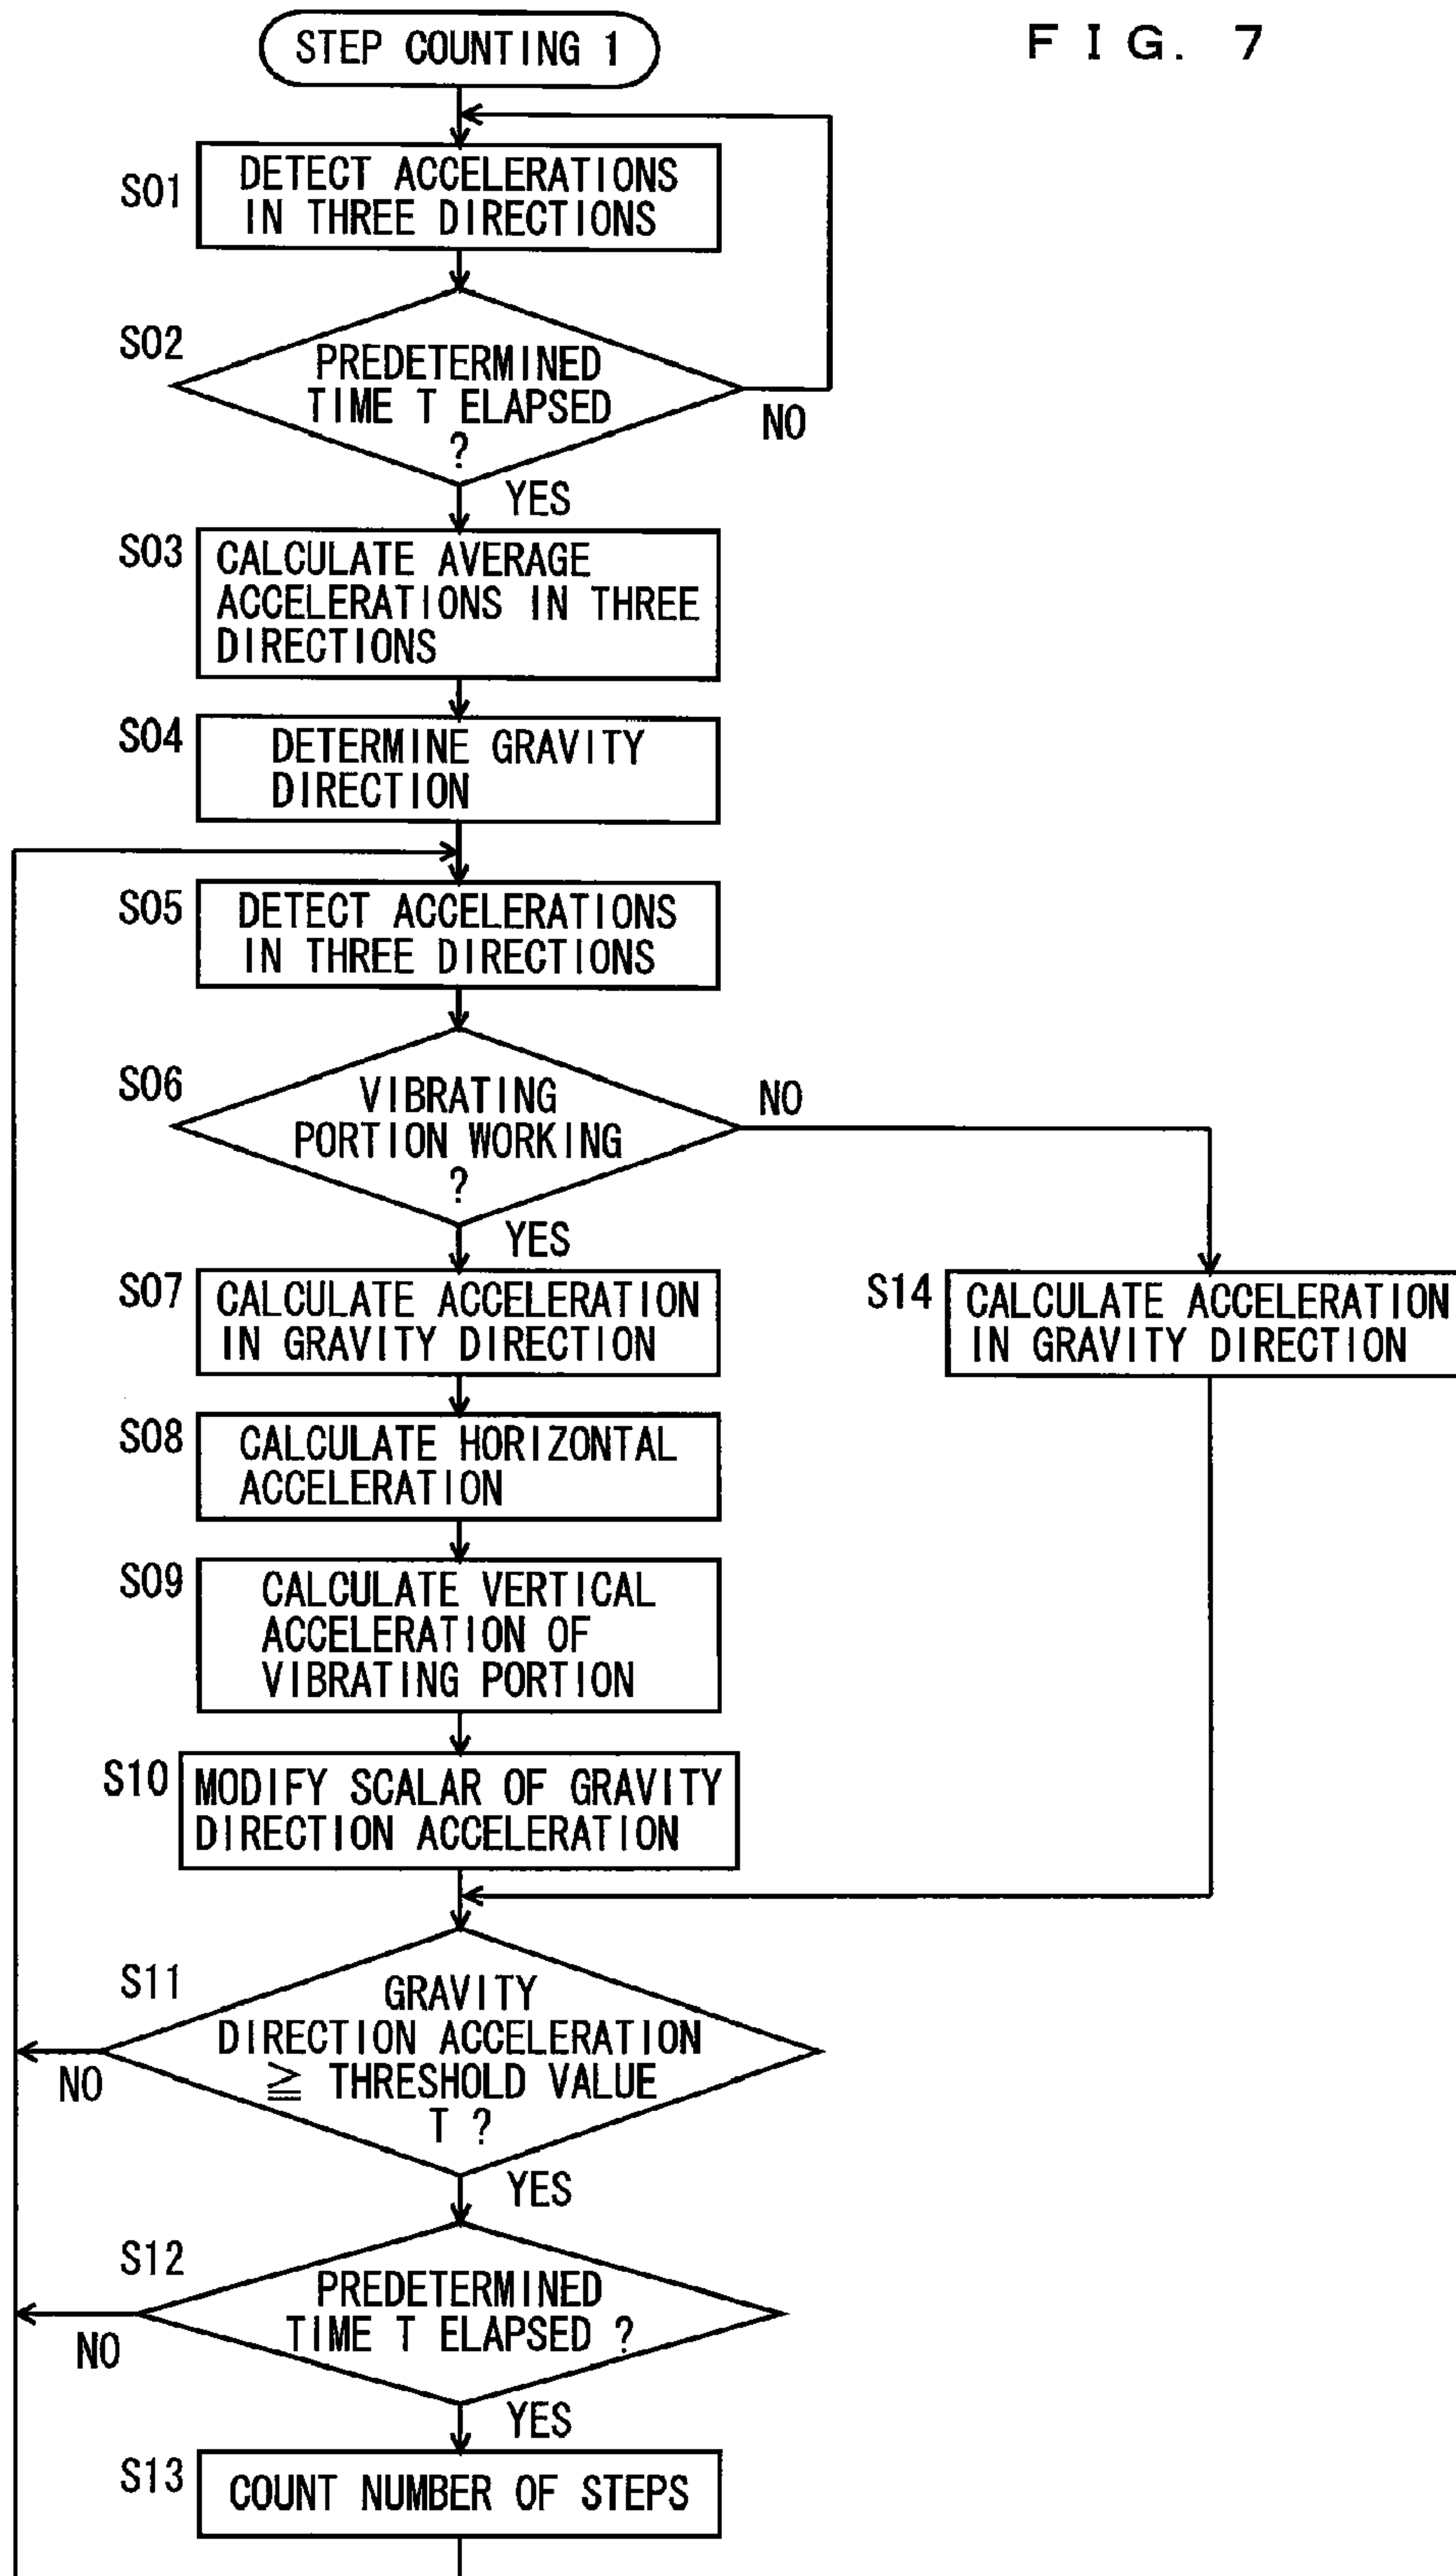 STEP COUNTING 1
F I G. 7
S01
DETECT ACCELERATIONS
IN THREE DIRECTIONS
S02
PREDETERMINED
TIME T ELAPSED
?
NO
YES
S03
CALCULATE AVERAGE
ACCELERATIONS IN THREE
DIRECTIONS
S04
DETERMINE GRAVITY
DIRECTION
S05
DETECT ACCELERATIONS
IN THREE DIRECTIONS
S06
VIBRATING
PORTION WORKING
?
NO
YES
S07
CALCULATE ACCELERATION
IN GRAVITY DIRECTION
S14
CALCULATE ACCELERATION
IN GRAVITY DIRECTION
S08
CALCULATE HORIZONTAL
ACCELERATION
S09
CALCULATE VERTICAL
ACCELERATION OF
VIBRATING PORTION
S10
MODIFY SCALAR OF GRAVITY
DIRECTION ACCELERATION
S11
GRAVITY
DIRECTION ACCELERATION
≧ THRESHOLD VALUE
T ?
NO
YES
S12
PREDETERMINED
TIME T ELAPSED ?
NO
YES
S13
COUNT NUMBER OF STEPS